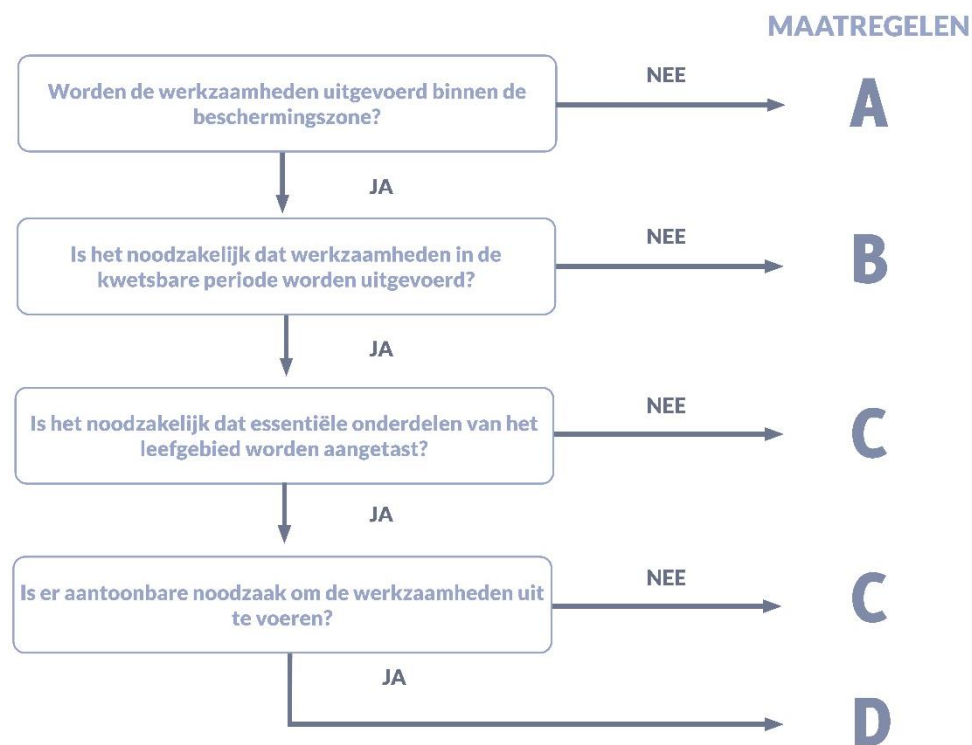 MAATREGELEN
Worden de werkzaamheden uitgevoerd binnen de
beschermingszone?
NEE
A
JA
Is het noodzakelijk dat werkzaamheden in de
kwetsbare periode worden uitgevoerd?
NEE
B
JA
Is het noodzakelijk dat essentiële onderdelen van het
leefgebied worden aangetast?
NEE
C
JA
Is er aantoonbare noodzaak om de werkzaamheden uit
te voeren?
NEE
C
JA
D